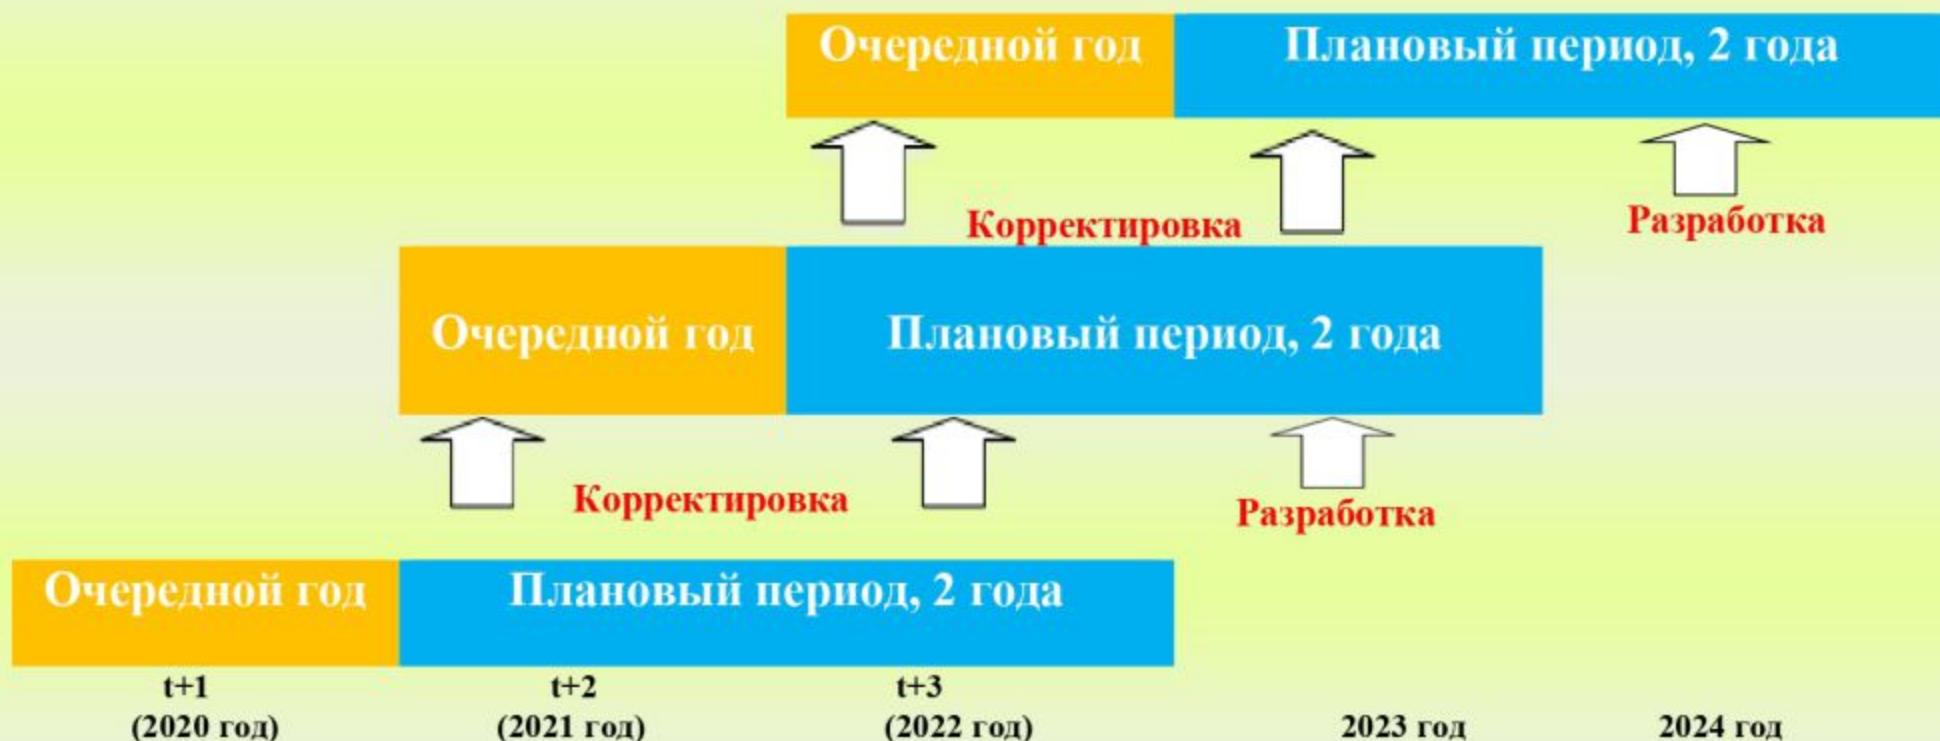 Очередной год
Плановый период, 2 года
Корректировка
Разработка
Очередной год
Плановый период, 2 года
Корректировка
Разработка
Очередной год
Плановый период, 2 года
t+1
t+2
t+3
(2020 год)
(2021 год)
(2022 год)
2023 год
2024 год